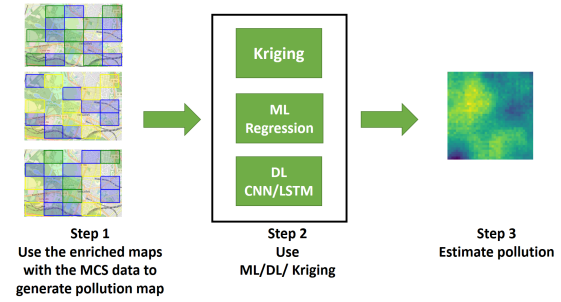 Kriging
ML
Regression
DL
CNN/LSTM
Step 1
Use the enriched maps
with the MCS data to
generate pollution map
Step 2
Use
ML/DL/ Kriging
Step 3
Estimate pollution